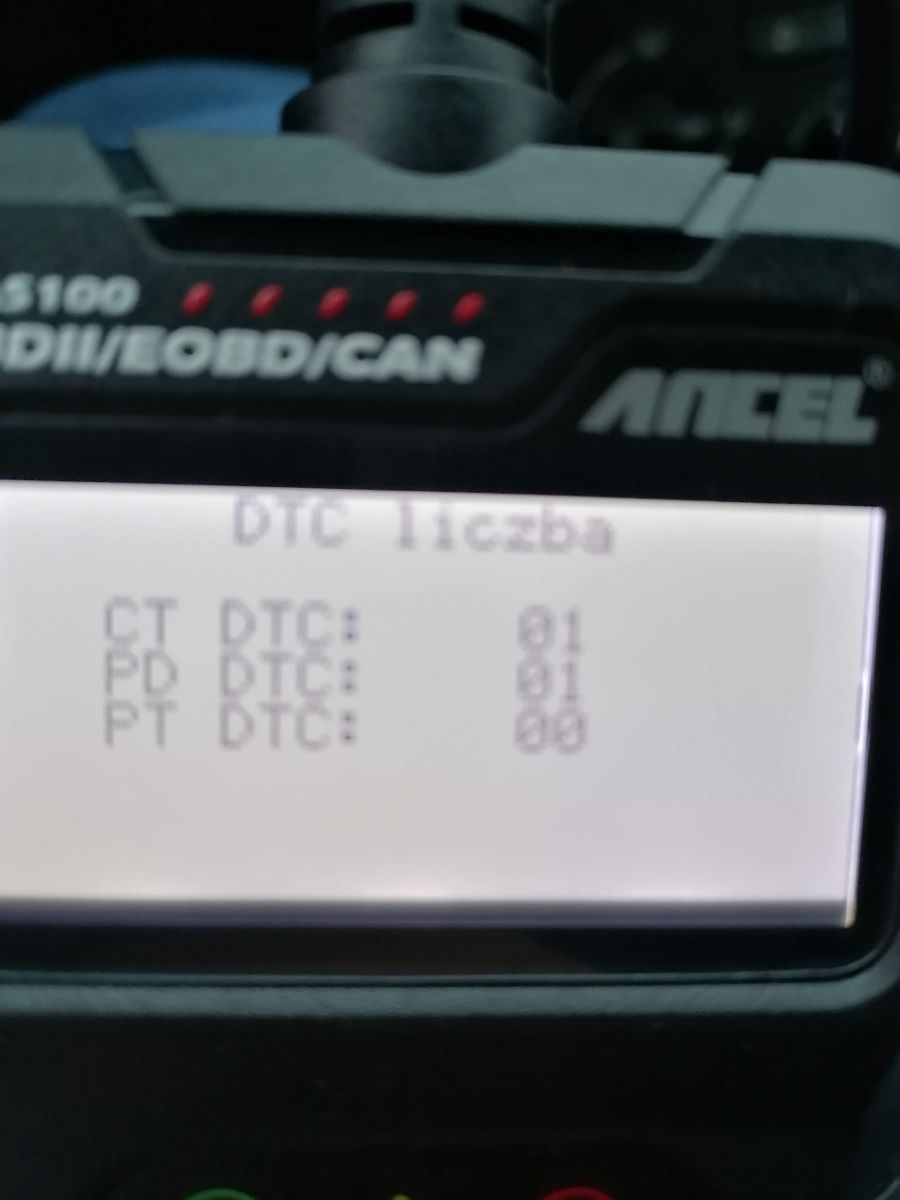 S100
DII/EOBD/CAN
ANCEL®
DTC liczba
CT DTC: 01
PD DTC: 01
PT DTC: 00